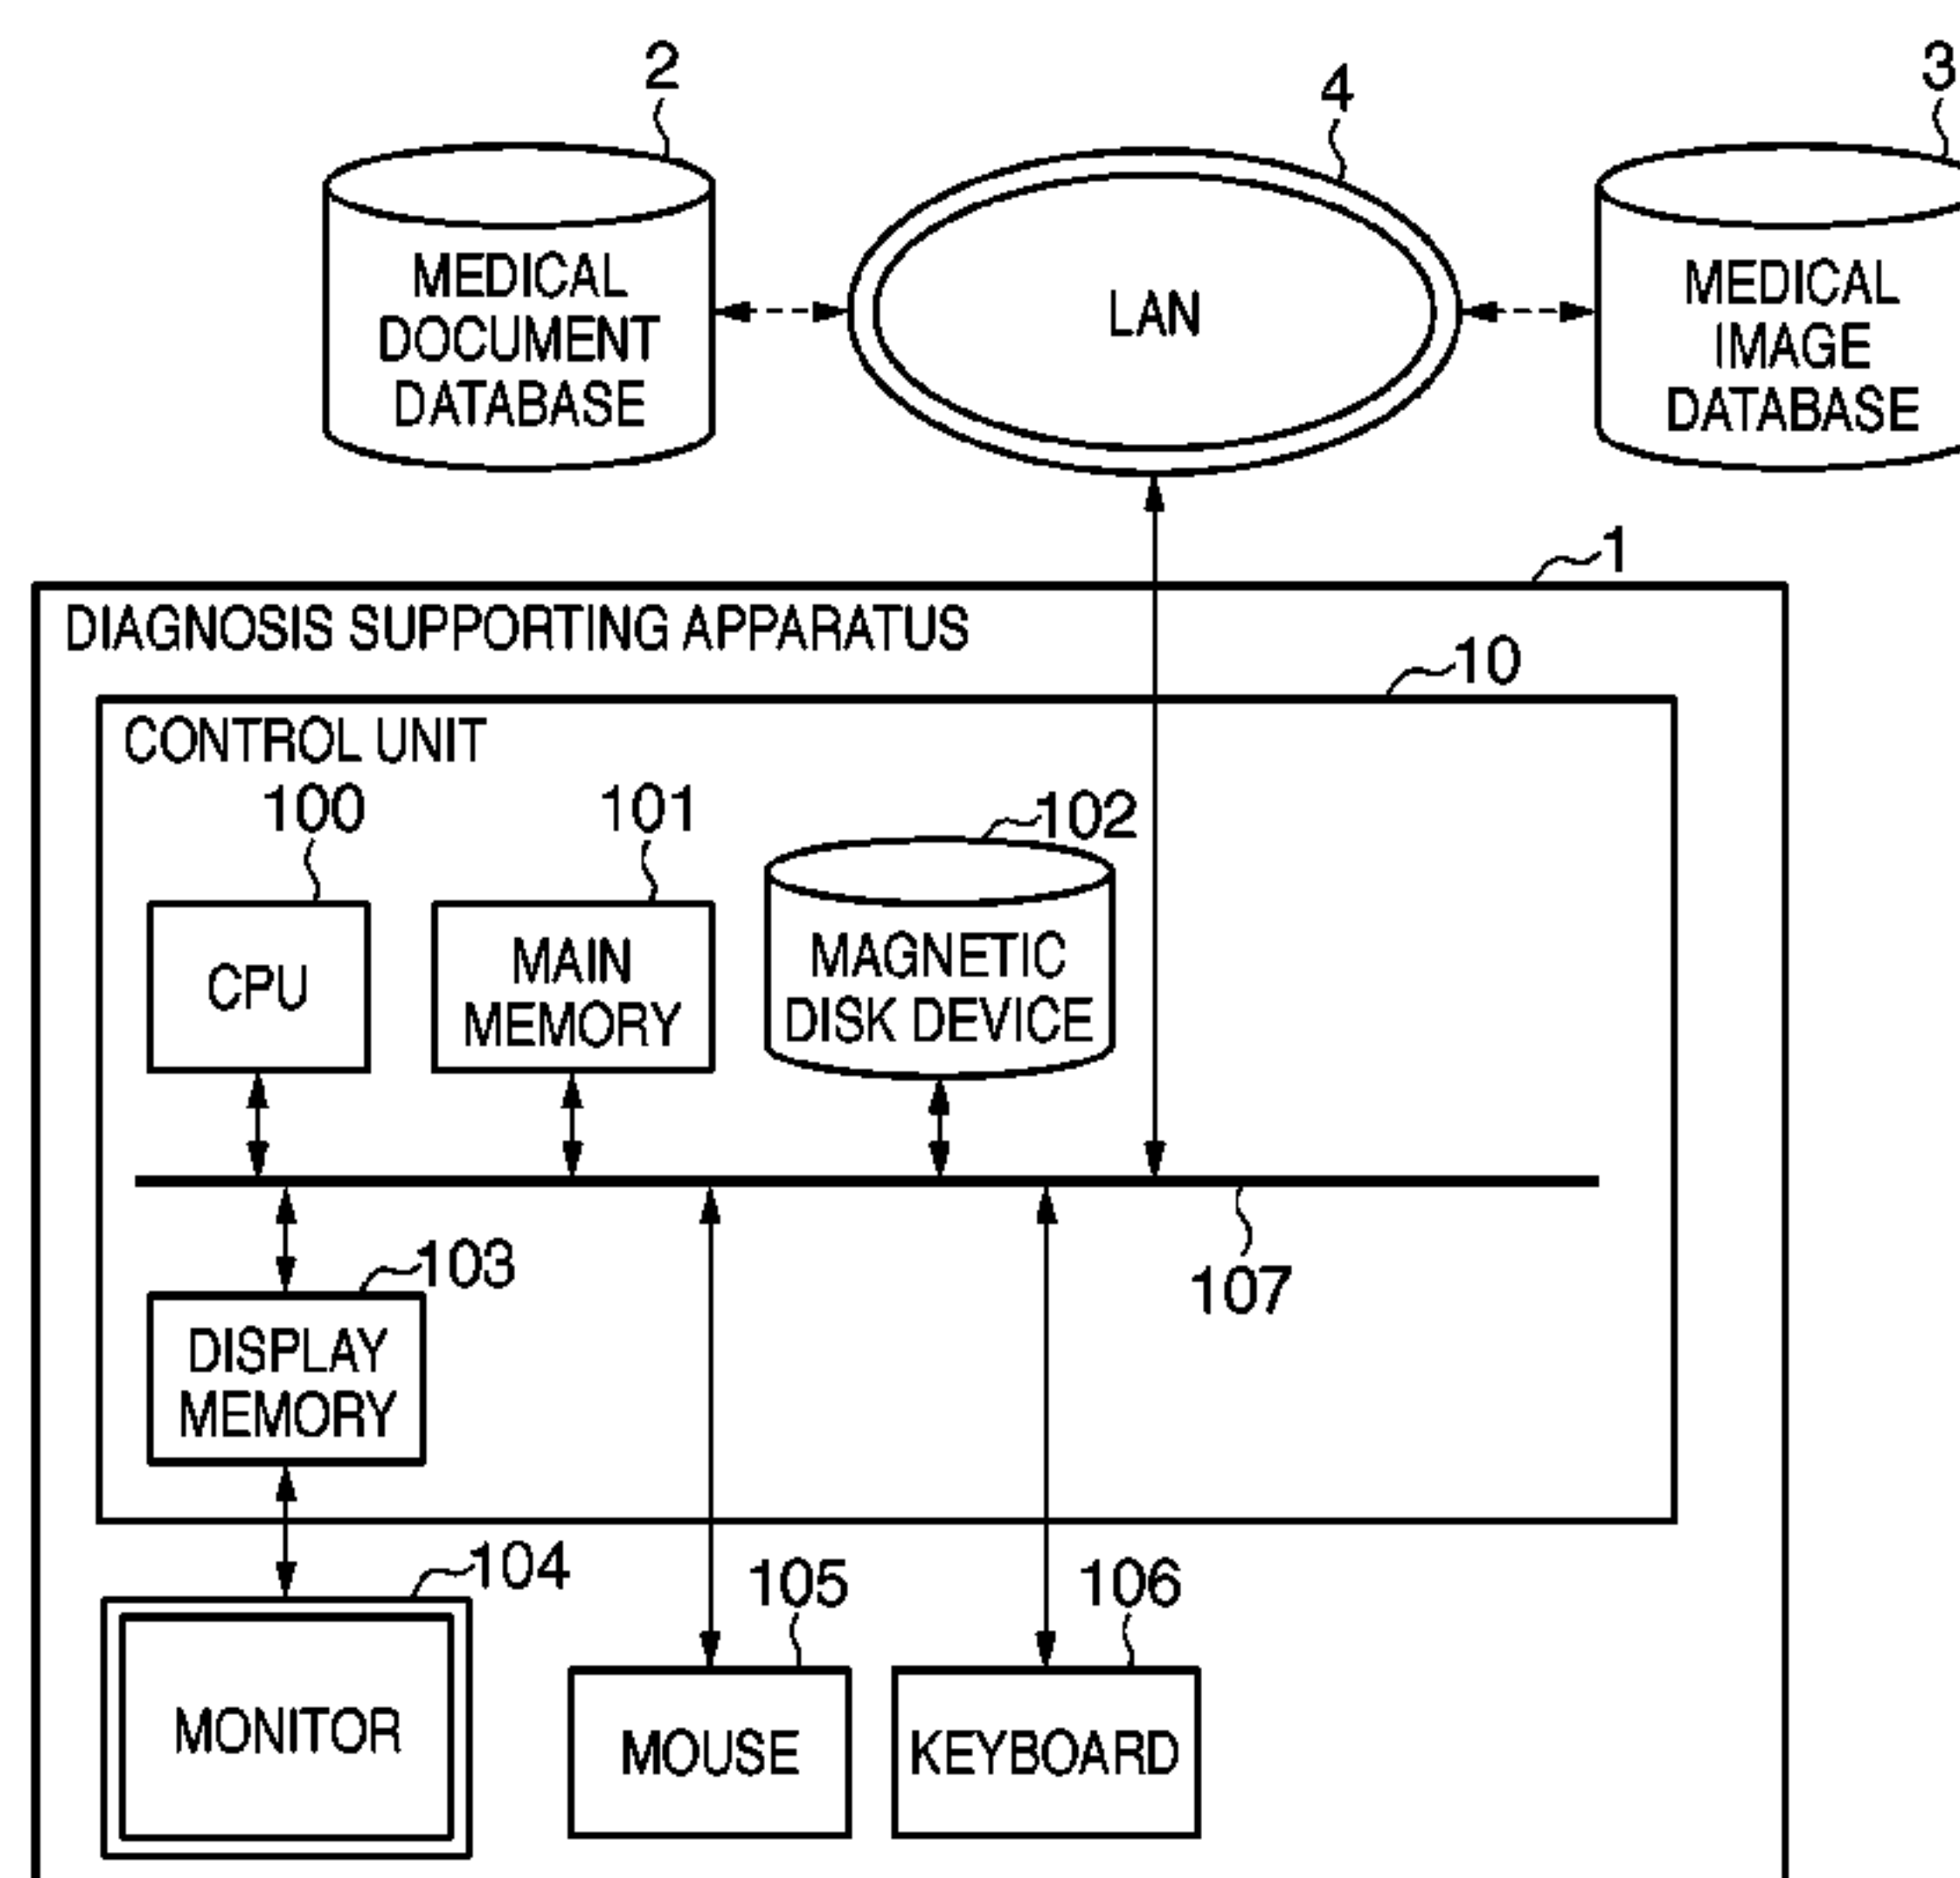 2
4
3
MEDICAL
DOCUMENT
DATABASE
LAN
MEDICAL
IMAGE
DATABASE
1
DIAGNOSIS SUPPORTING APPARATUS
10
CONTROL UNIT
100
101
102
CPU
MAIN
MEMORY
MAGNETIC
DISK DEVICE
103
107
DISPLAY
MEMORY
104
105
106
MONITOR
MOUSE
KEYBOARD